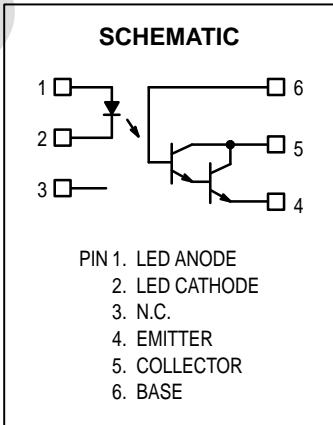 SCHEMATIC
1
6
2
5
3
4
PIN 1. LED ANODE
2. LED CATHODE
3. N.C.
4. EMITTER
5. COLLECTOR
6. BASE